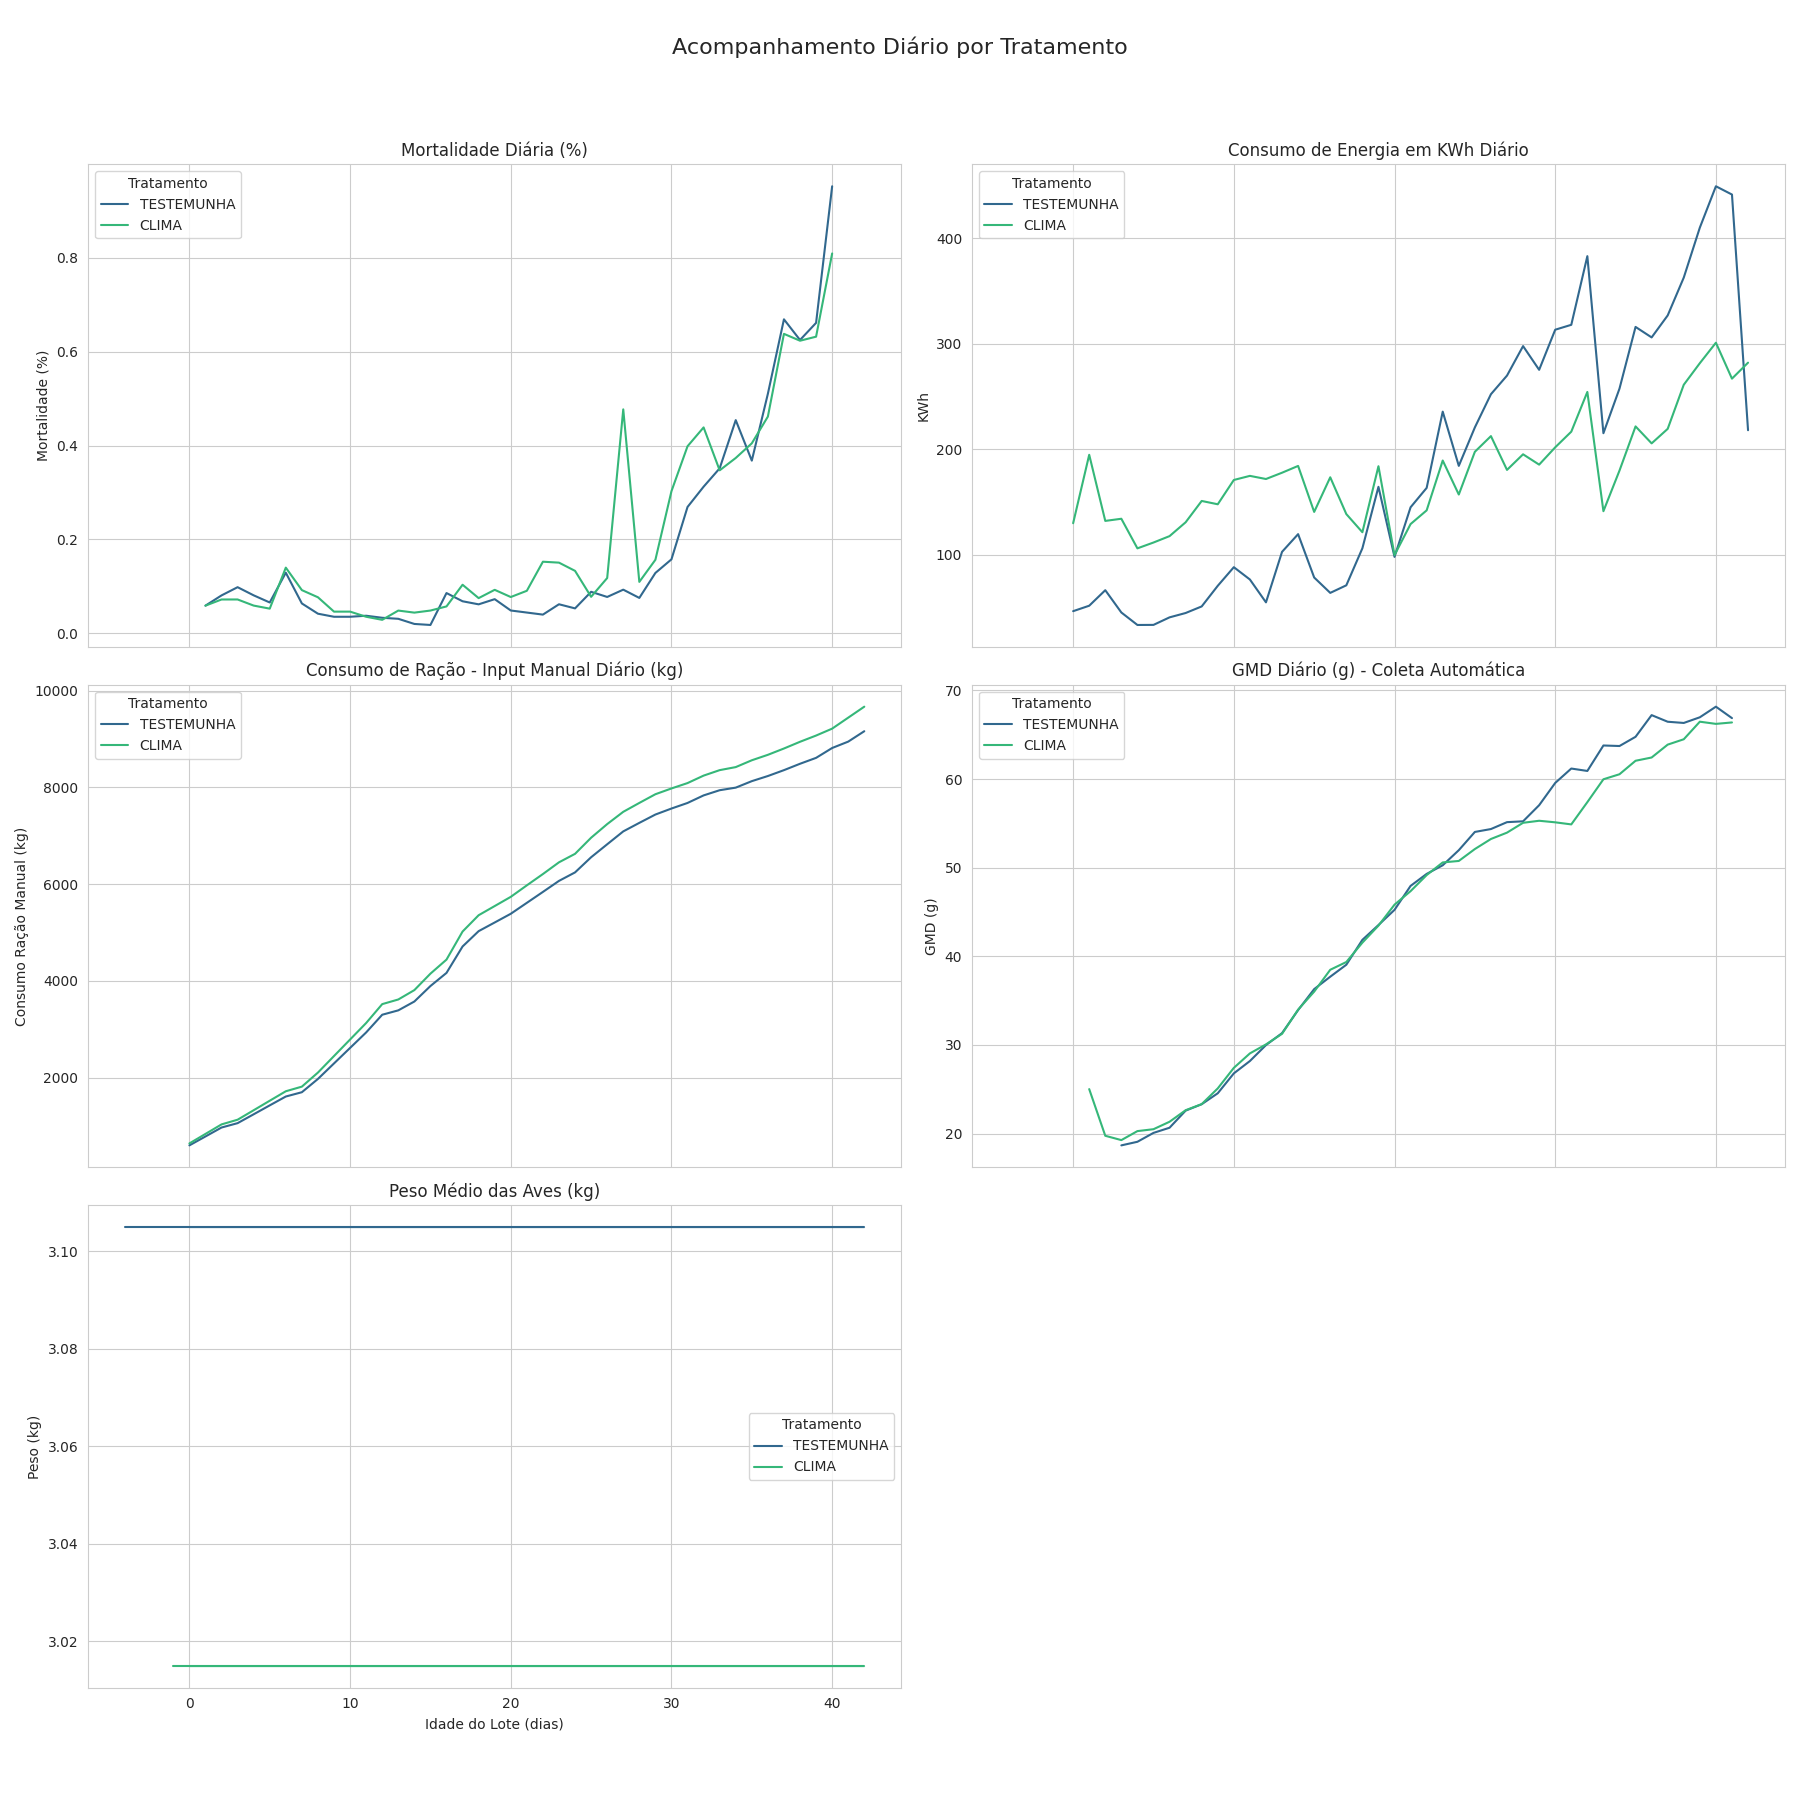 Acompanhamento Diário por Tratamento
Mortalidade Diária (%)
Tratamento
TESTEMUNHA
CLIMA
Mortalidade (%)
0.8
0.6
0.4
0.2
0.0
Consumo de Energia em KWh Diário
Tratamento
TESTEMUNHA
CLIMA
KWh
400
300
200
100
Consumo de Ração - Input Manual Diário (kg)
Tratamento
TESTEMUNHA
CLIMA
Consumo Ração Manual (kg)
10000
8000
6000
4000
2000
GMD Diário (g) - Coleta Automática
Tratamento
TESTEMUNHA
CLIMA
GMD (g)
70
60
50
40
30
20
Peso Médio das Aves (kg)
Peso (kg)
3.10
3.08
3.06
3.04
3.02
Tratamento
TESTEMUNHA
CLIMA
0 10 20 30 40
Idade do Lote (dias)